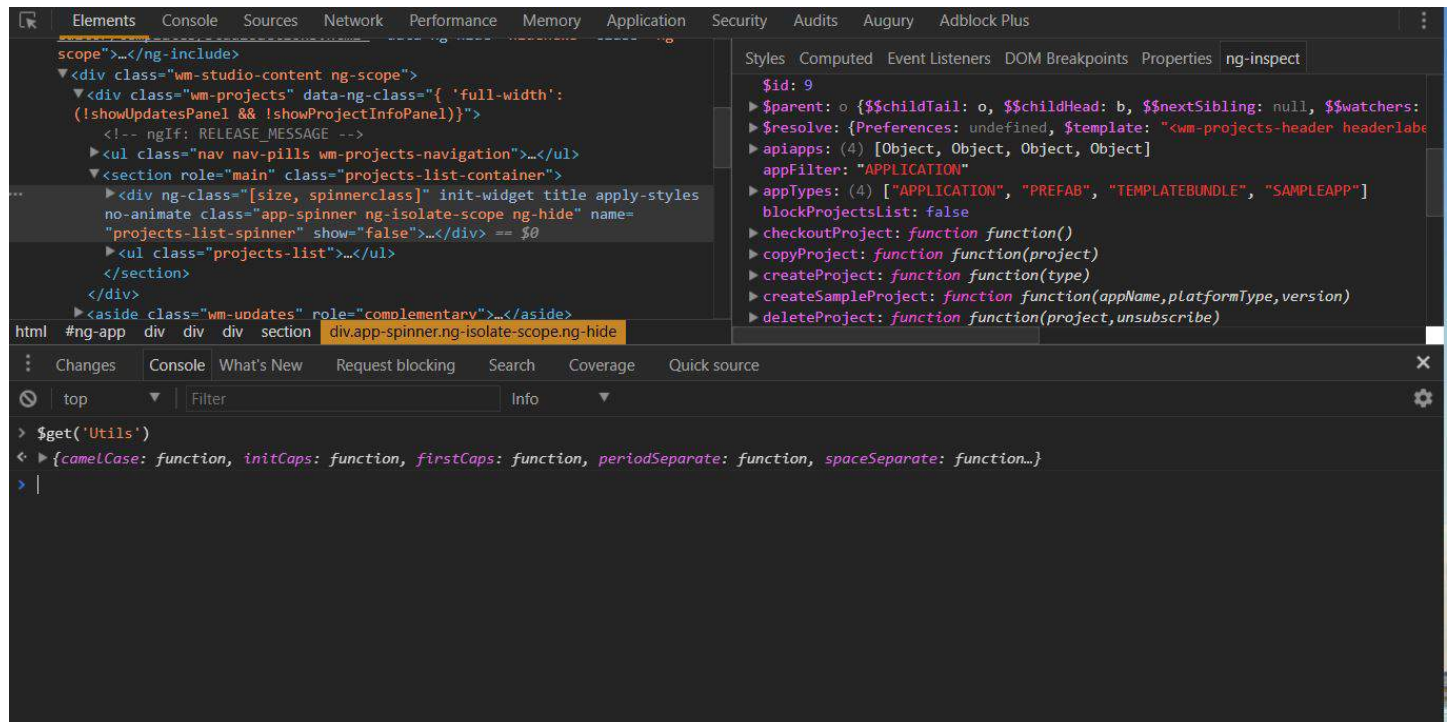 Elements Console Sources Network Performance Memory Application Security Audits Augury Adblock Plus
scope">…</ng-include>
▼<div class="wm-studio-content ng-scope">
▼<div class="wm-projects" data-ng-class="{ 'full-width':
(!showUpdatesPanel && !showProjectInfoPanel)}">
<!-- ngIf: RELEASE_MESSAGE -->
▶<ul class="nav nav-pills wm-projects-navigation">…</ul>
▼<section role="main" class="projects-list-container">
… ▶<div ng-class="[size, spinnerclass]" init-widget title apply-styles
no-animate class="app-spinner ng-isolate-scope ng-hide" name=
"projects-list-spinner" show="false">…</div> == $0
▶<ul class="projects-list">…</ul>
</section>
</div>
▶<aside class="wm-updates" role="complementary">…</aside>
html #ng-app div div div section div.app-spinner.ng-isolate-scope.ng-hide
Styles Computed Event Listeners DOM Breakpoints Properties ng-inspect
$id: 9
▶$parent: o {$$childTail: o, $$childHead: b, $$nextSibling: null, $$watchers:
▶$resolve: {Preferences: undefined, $template: "<wm-projects-header headerlabe
▶apiapps: (4) [Object, Object, Object, Object]
appFilter: "APPLICATION"
▶appTypes: (4) ["APPLICATION", "PREFAB", "TEMPLATEBUNDLE", "SAMPLEAPP"]
blockProjectsList: false
▶checkoutProject: function function()
▶copyProject: function function(project)
▶createProject: function function(type)
▶createSampleProject: function function(appName,platformType,version)
▶deleteProject: function function(project,unsubscribe)
Changes Console What's New Request blocking Search Coverage Quick source
top ▼ Filter Info ▼
> $get('Utils')
▶{camelCase: function, initCaps: function, firstCaps: function, periodSeparate: function, spaceSeparate: function…}
>